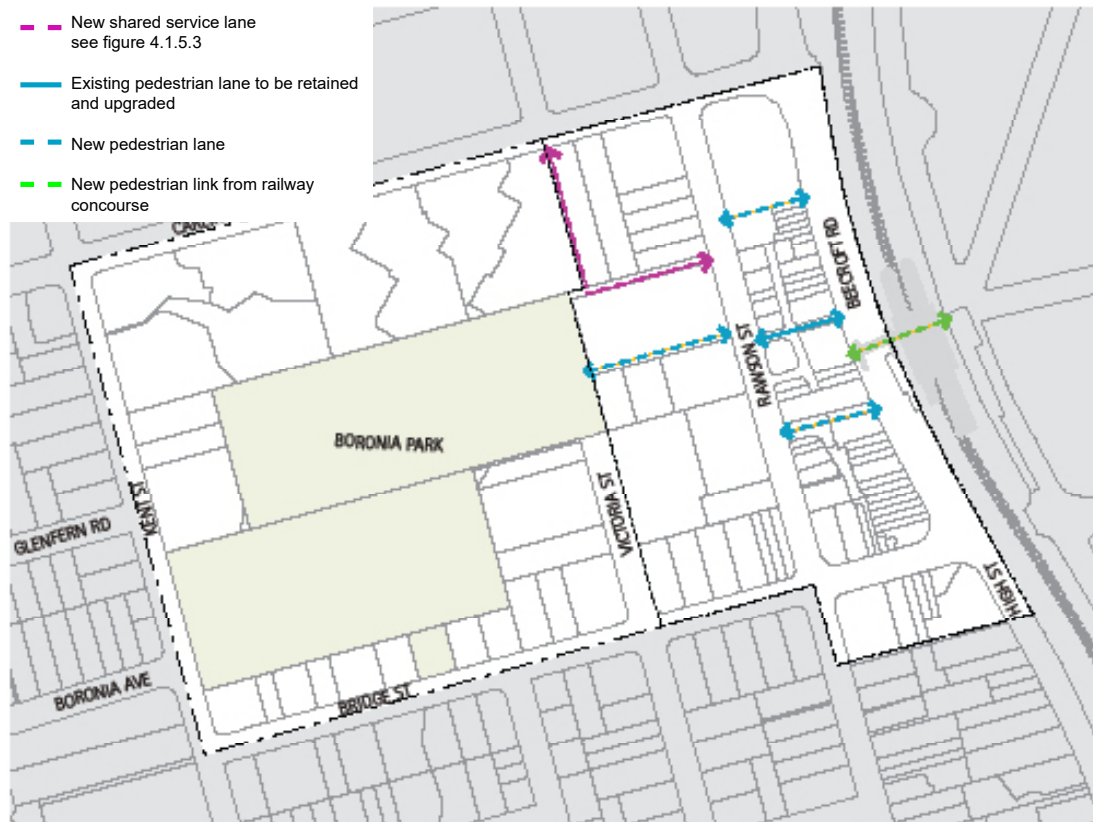 New shared service lane
see figure 4.1.5.3
Existing pedestrian lane to be retained
and upgraded
New pedestrian lane
New pedestrian link from railway
concourse
BEECROFT RD
RAWSON ST
BORONIA PARK
KENT ST
VICTORIA ST
GLENFERN RD
HIGH ST
BORONIA AVE
BRIDGE ST